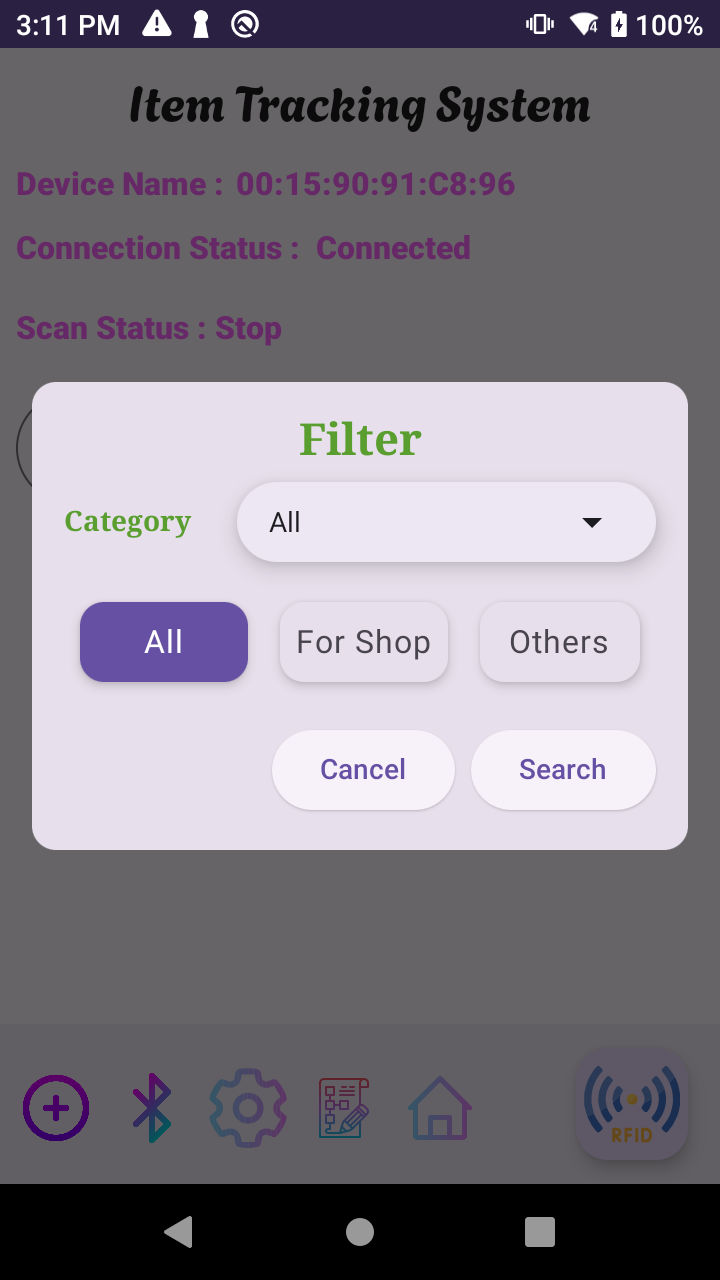 3:11 PM 4 100%
Item Tracking System
Device Name : 00:15:90:91:C8:96
Connection Status : Connected
Scan Status : Stop
Filter
Category All
All For Shop Others
Cancel Search
RFID